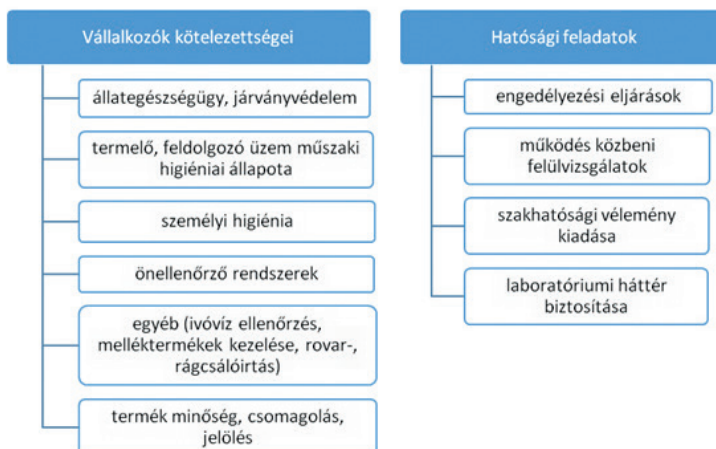 Vállalkozók kötelezettségei
állategészségügy, járványvédelem
termelő, feldolgozó üzem műszaki
higiéniai állapota
személyi higiénia
önellenőrző rendszerek
egyéb (ivóvíz ellenőrzés,
melléktermékek kezelése, rovar-,
rágcsálóirtás)
termék minőség, csomagolás,
jelölés
Hatósági feladatok
engedélyezési eljárások
működés közbeni
felülvizsgálatok
szakhatósági vélemény
kiadása
laboratóriumi háttér
biztosítása